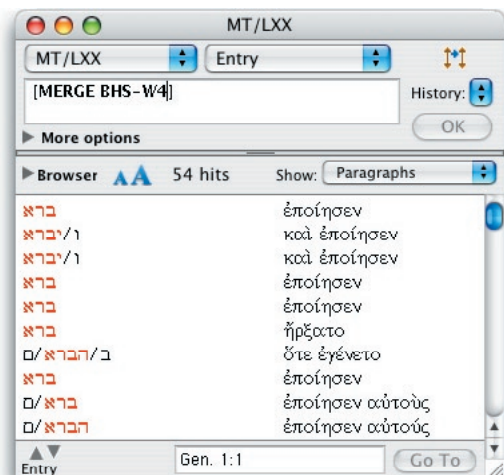 MT/LXX
MT/LXX Entry
[MERGE BHS-W4]
History:
OK
More options
Browser AA 54 hits Show: Paragraphs
ברא ἐποίησεν
ו/יברא καὶ ἐποίησεν
ו/יברא καὶ ἐποίησεν
ברא ἐποίησεν
ברא ἐποίησεν
ברא ἤρξατο
ב/הברא/ם ὅτε ἐγένετο
ברא ἐποίησεν
ברא/ם ἐποίησεν αὐτοὺς
הברא/ם ἐποίησεν αὐτούς
Entry Gen. 1:1 Go To